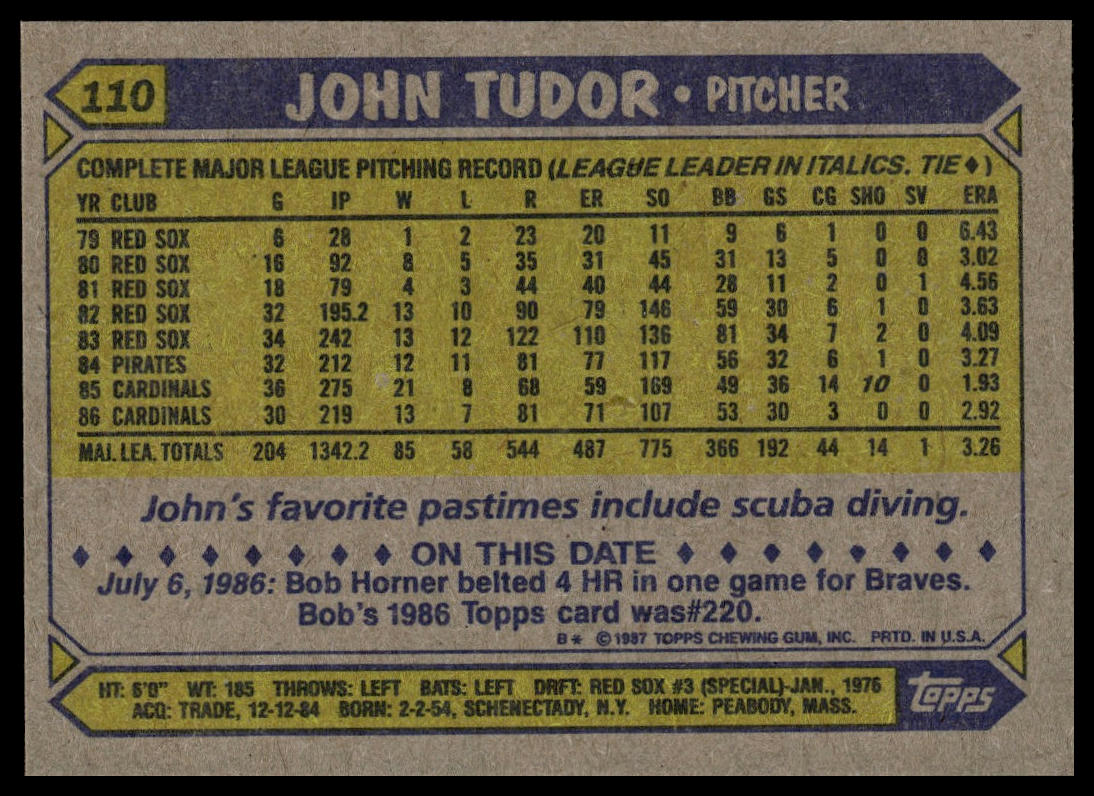 110 JOHN TUDOR • PITCHER
COMPLETE MAJOR LEAGUE PITCHING RECORD (LEAGUE LEADER IN ITALICS. TIE ♦)
YR CLUB G IP W L R ER SO BB GS CG SHO SV ERA
79 RED SOX 6 28 1 2 23 20 11 9 6 1 0 0 6.43
80 RED SOX 16 92 8 5 35 31 45 31 13 5 0 0 3.02
81 RED SOX 18 79 4 3 44 40 44 28 11 2 0 1 4.56
82 RED SOX 32 195.2 13 10 90 79 146 59 30 6 1 0 3.63
83 RED SOX 34 242 13 12 122 110 136 81 34 7 2 0 4.09
84 PIRATES 32 212 12 11 81 77 117 56 32 6 1 0 3.27
85 CARDINALS 36 275 21 8 68 59 169 49 36 14 10 0 1.93
86 CARDINALS 30 219 13 7 81 71 107 53 30 3 0 0 2.92
MAJ. LEA. TOTALS 204 1342.2 85 58 544 487 775 366 192 44 14 1 3.26
John's favorite pastimes include scuba diving.
♦ ♦ ♦ ♦ ♦ ♦ ♦ ♦ ON THIS DATE ♦ ♦ ♦ ♦ ♦ ♦ ♦ ♦
July 6, 1986: Bob Horner belted 4 HR in one game for Braves.
Bob's 1986 Topps card was#220.
B* ©1987 TOPPS CHEWING GUM, INC. PRTD. IN U.S.A.
HT: 6'0" WT: 185 THROWS: LEFT BATS: LEFT DRFT: RED SOX #3 (SPECIAL)-JAN., 1976
ACQ: TRADE, 12-12-84 BORN: 2-2-54, SCHENECTADY, N.Y. HOME: PEABODY, MASS.
topps